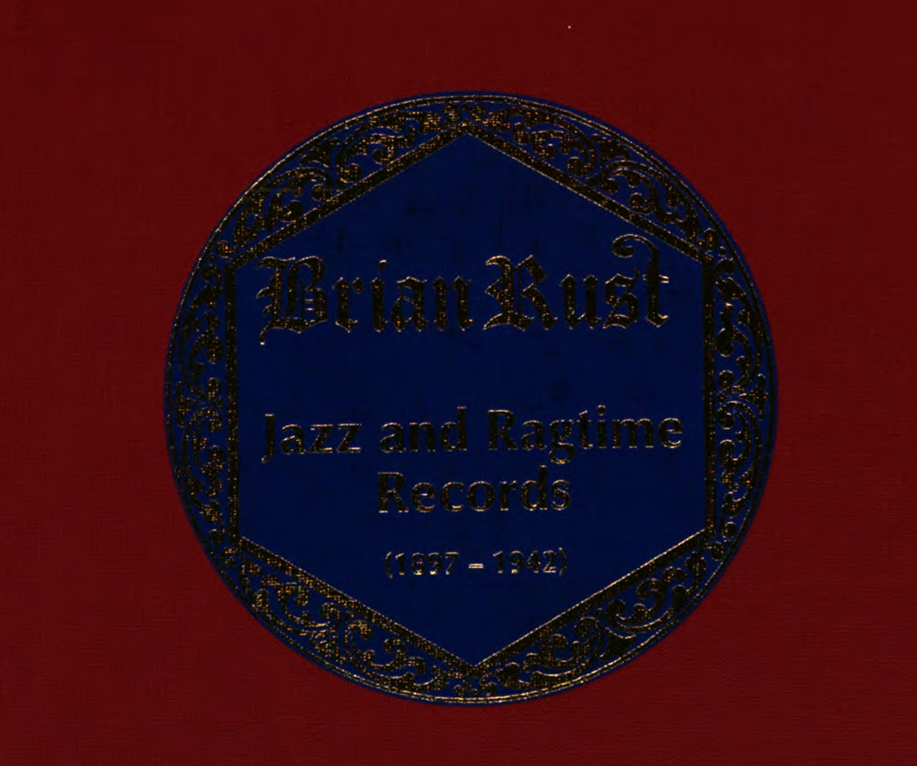 Brian Rust
Jazz and Ragtime
Records
(1897 – 1942)